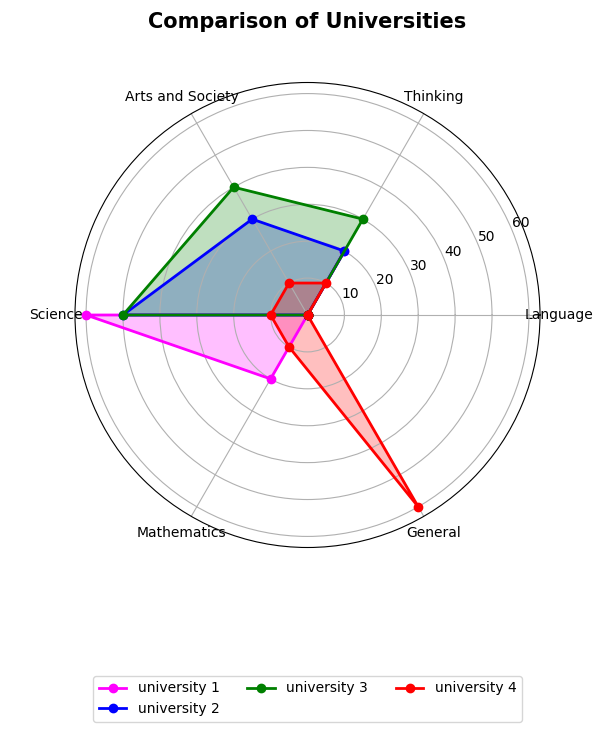 Comparison of Universities
Arts and Society
Thinking
60
50
40
30
20
10
Science
Language
Mathematics
General
university 1
university 2
university 3
university 4